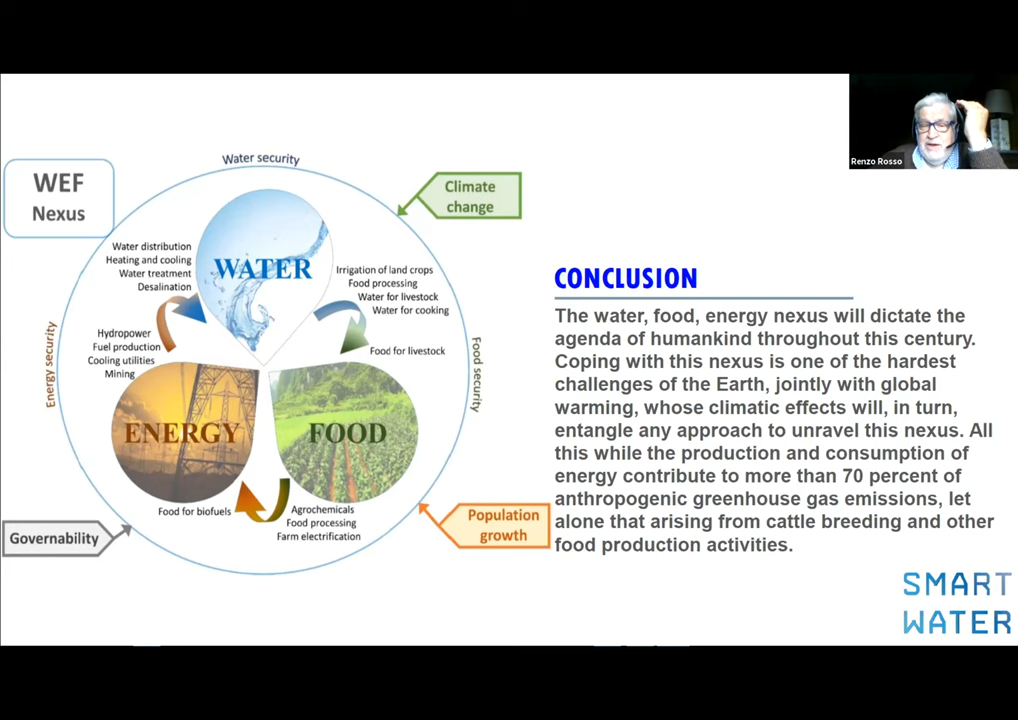 Renzo Rosso
WEF
Nexus
Water security
Climate
change
Water distribution
Heating and cooling
Water treatment
Desalination
WATER
Irrigation of land crops
Food processing
Water for livestock
Water for cooking
Hydropower
Fuel production
Cooling utilities
Mining
Food for livestock
Energy security
Food security
ENERGY
FOOD
Food for biofuels
Agrochemicals
Food processing
Farm electrification
Governability
Population
growth
CONCLUSION
The water, food, energy nexus will dictate the
agenda of humankind throughout this century.
Coping with this nexus is one of the hardest
challenges of the Earth, jointly with global
warming, whose climatic effects will, in turn,
entangle any approach to unravel this nexus. All
this while the production and consumption of
energy contribute to more than 70 percent of
anthropogenic greenhouse gas emissions, let
alone that arising from cattle breeding and other
food production activities.
SMART
WATER